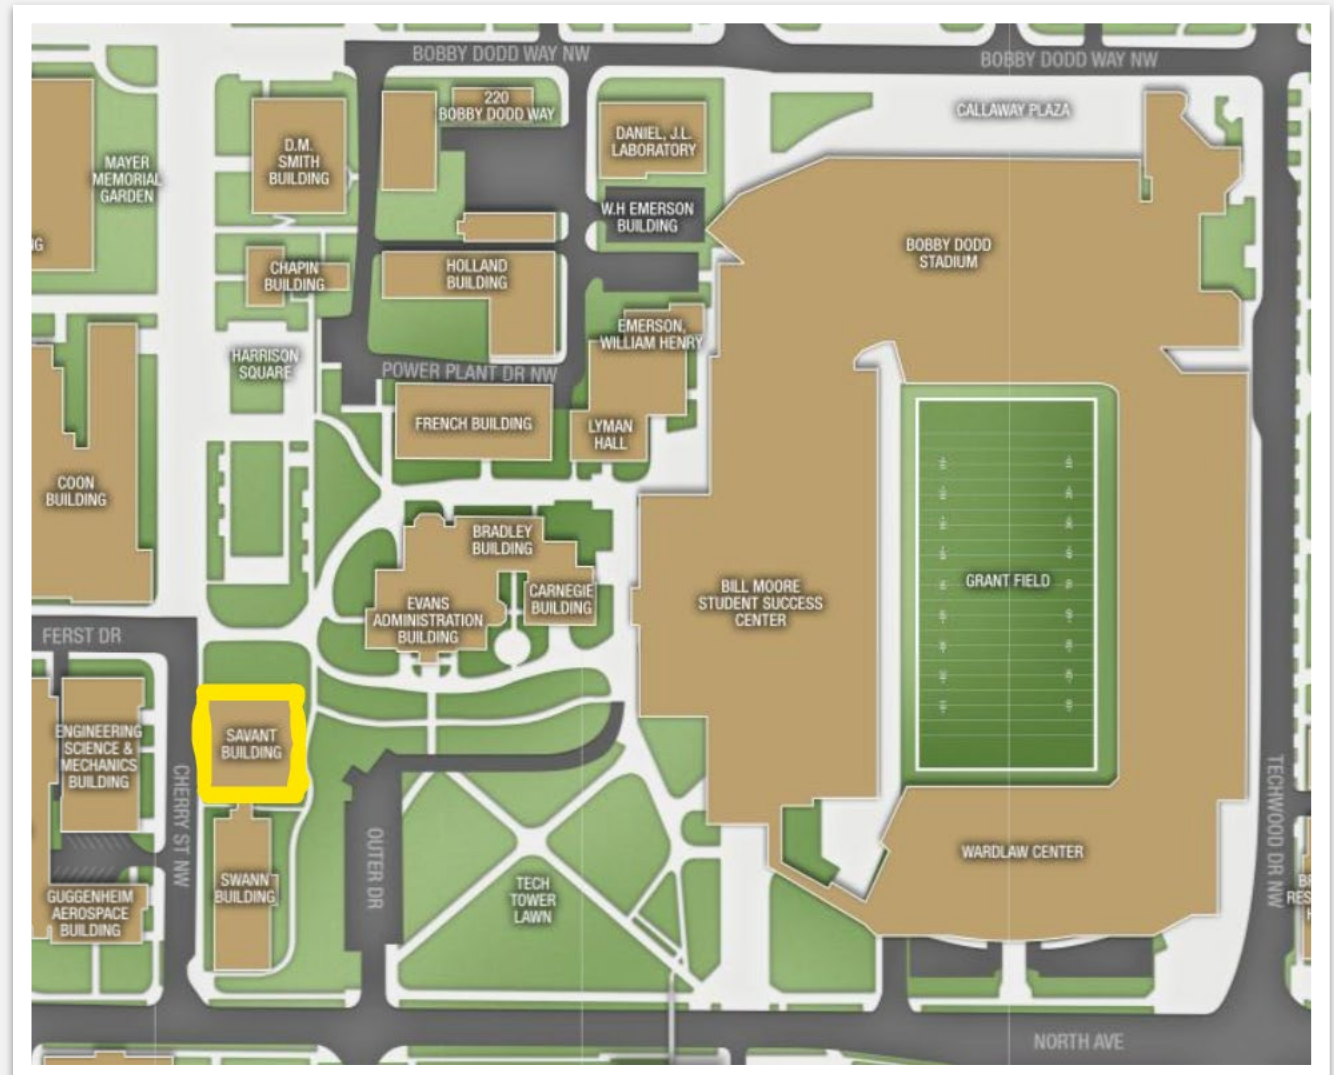 BOBBY DODD WAY NW
BOBBY DODD WAY NW
220
BOBBY DODD WAY
CALLAWAY PLAZA
D.M.
SMITH
BUILDING
DANIEL, J.L.
LABORATORY
MAYER
MEMORIAL
GARDEN
W.H EMERSON
BUILDING
BOBBY DODD
STADIUM
CHAPIN
BUILDING
HOLLAND
BUILDING
EMERSON,
WILLIAM HENRY
HARRISON
SQUARE
POWER PLANT DR NW
FRENCH BUILDING
LYMAN
HALL
COON
BUILDING
BRADLEY
BUILDING
EVANS
ADMINISTRATION
BUILDING
CARNEGIE
BUILDING
BILL MOORE
STUDENT SUCCESS
CENTER
GRANT FIELD
FERST DR
ENGINEERING
SCIENCE &
MECHANICS
BUILDING
SAVANT
BUILDING
CHERRY ST NW
OUTER DR
TECHWOOD DR NW
SWANN
BUILDING
GUGGENHEIM
AEROSPACE
BUILDING
TECH
TOWER
LAWN
WARDLAW CENTER
NORTH AVE